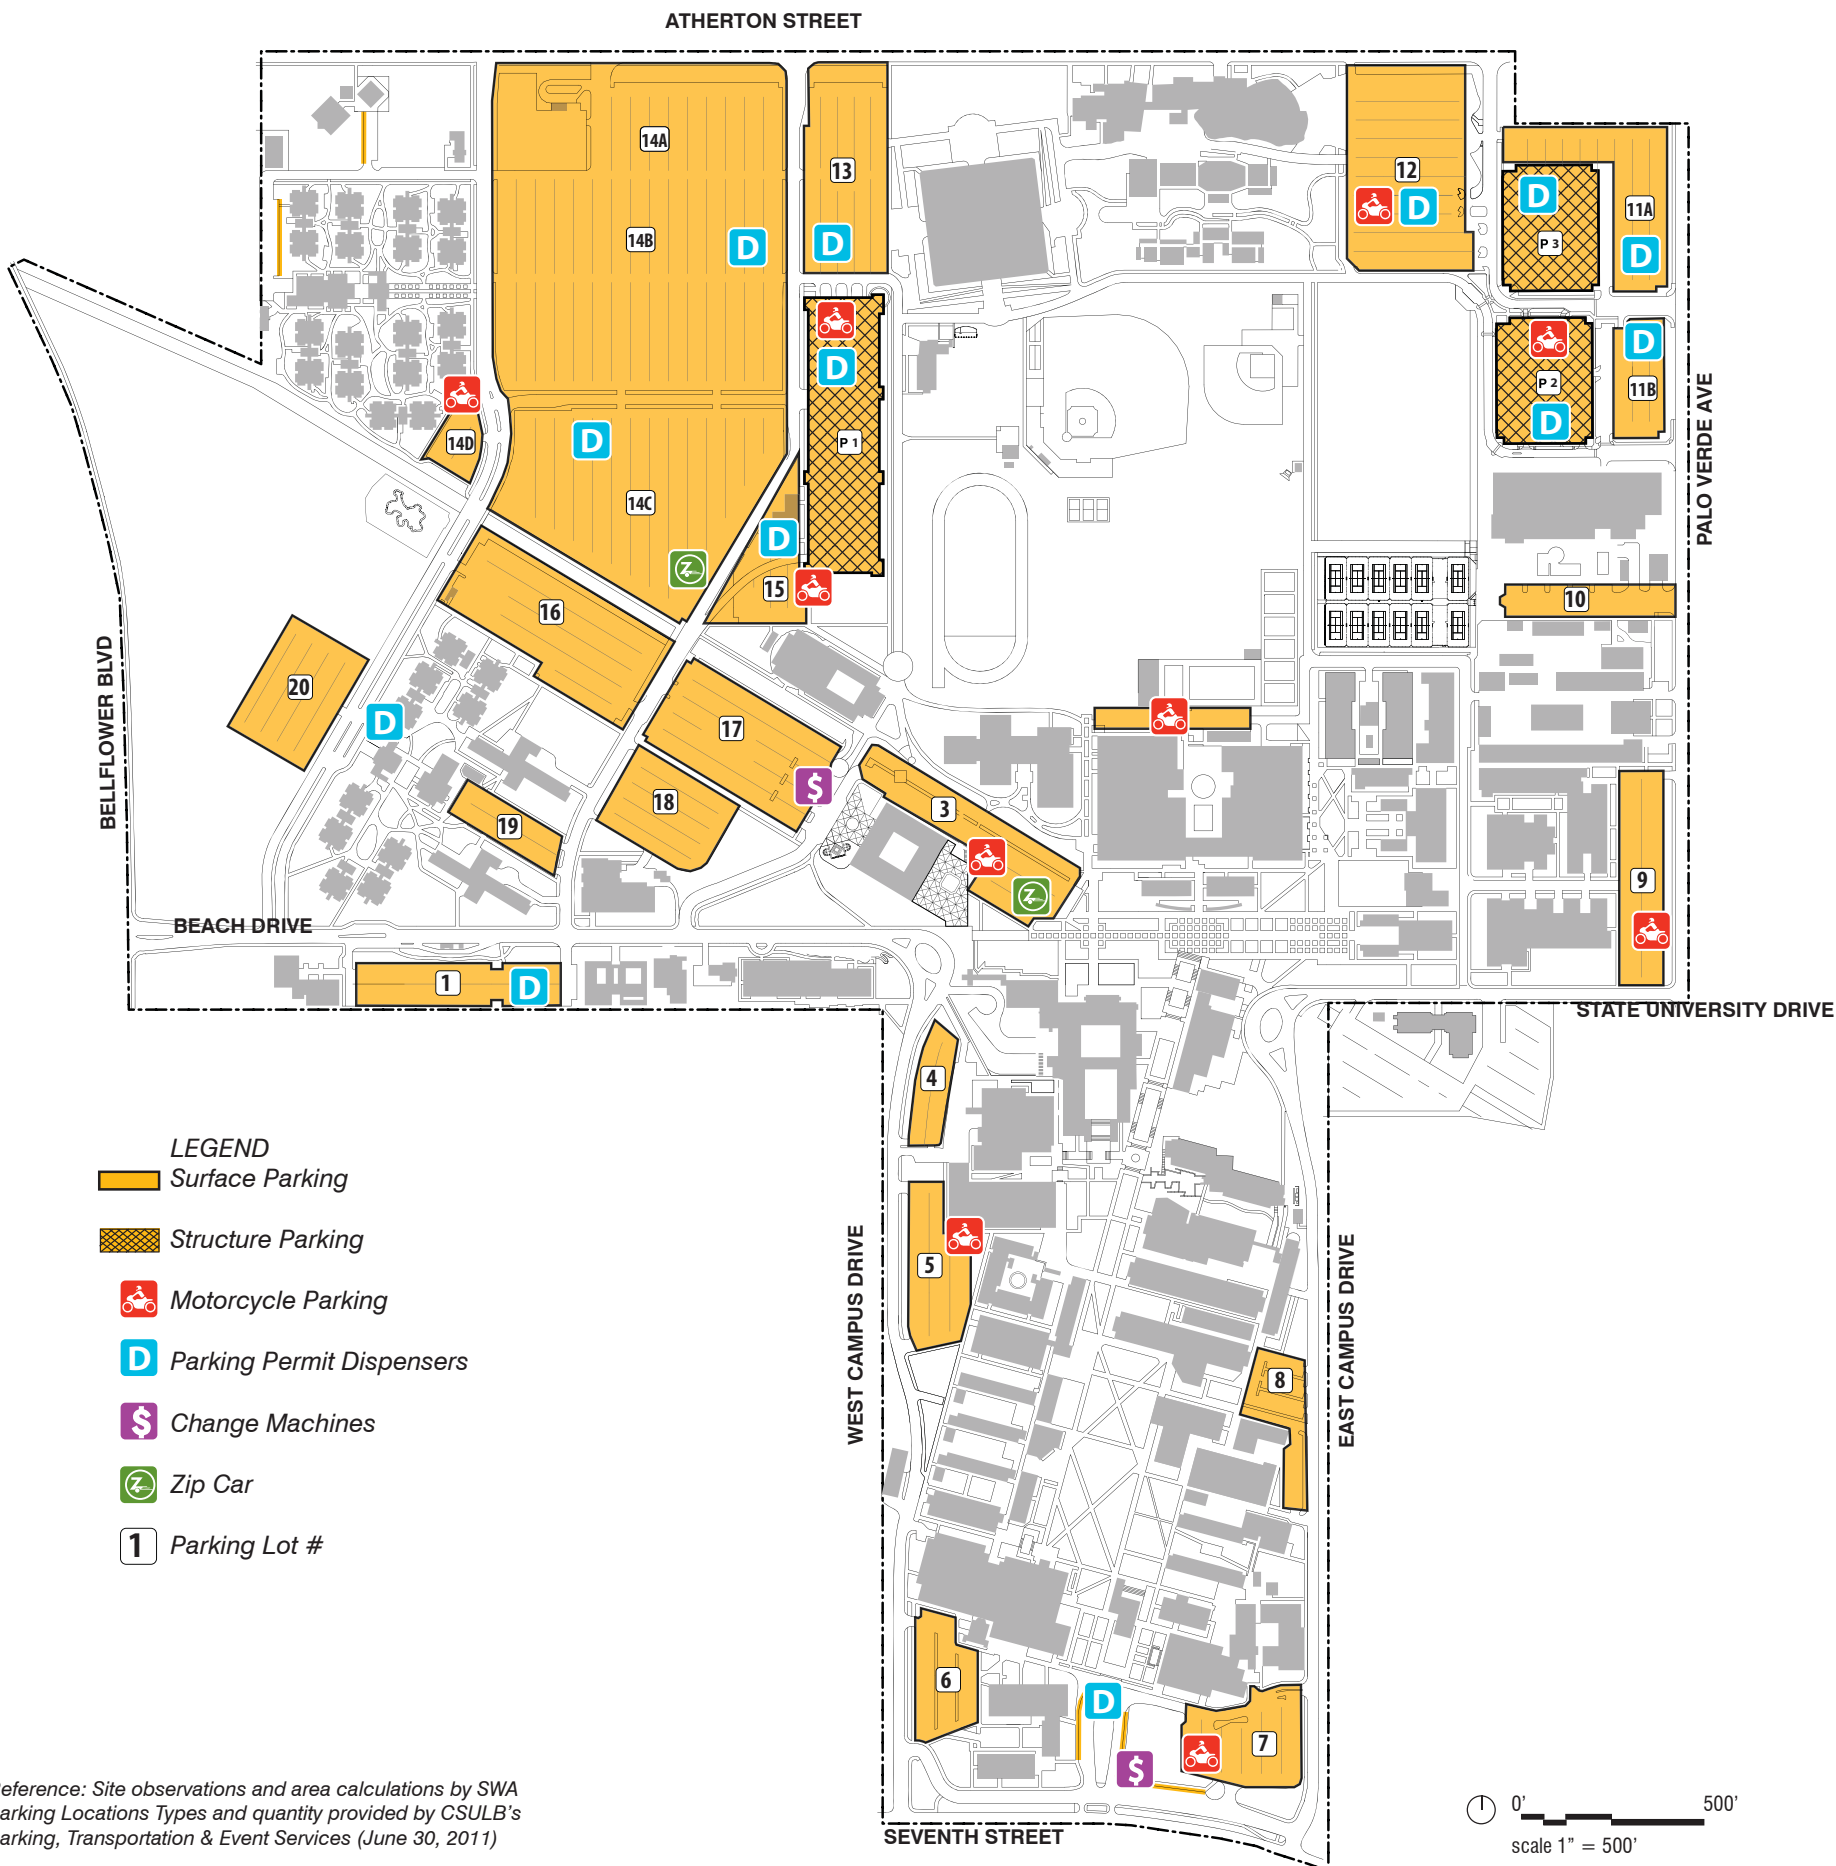 ATHERTON STREET
14A
13
12
11A
14B
D
D
D
D
D
P 3
D
D
P 2
11B
D
14D
D
P 1
14C
D
Z
15
PALO VERDE AVE
16
10
20
D
17
BELLFLOWER BLVD
$
18
3
19
Z
9
BEACH DRIVE
1
D
STATE UNIVERSITY DRIVE
4
LEGEND
Surface Parking
Structure Parking
Motorcycle Parking
D Parking Permit Dispensers
$ Change Machines
Z Zip Car
1 Parking Lot #
5
WEST CAMPUS DRIVE
EAST CAMPUS DRIVE
8
6
D
7
$
eference: Site observations and area calculations by SWA
arking Locations Types and quantity provided by CSULB's
arking, Transportation & Event Services (June 30, 2011)
SEVENTH STREET
0' 500'
scale 1" = 500'